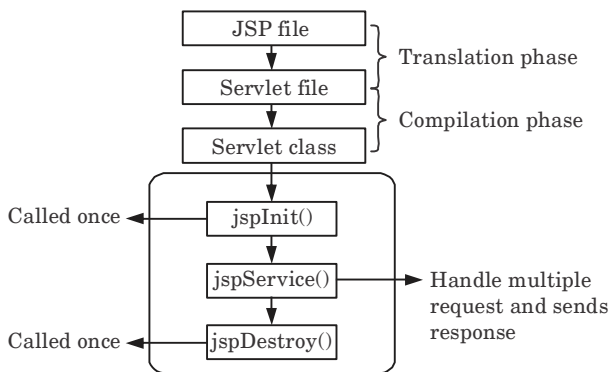 JSP file
Translation phase
Servlet file
Compilation phase
Servlet class
Called once
jspInit()
jspService()
Handle multiple
request and sends
response
Called once
jspDestroy()